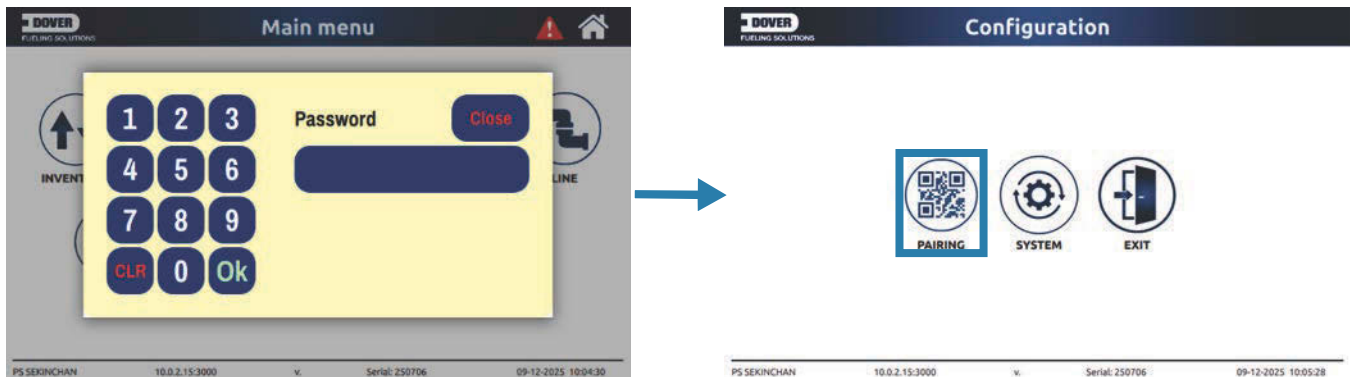 DOVER
FUELING SOLUTIONS
Main menu
1 2 3
Password
Close
4 5 6
INVENT
LINE
7 8 9
CLR 0 Ok
PS SEKINCHAN 10.0.2.15:3000 v. Serial: 250706 09-12-2025 10:04:30
DOVER
FUELING SOLUTIONS
Configuration
PAIRING SYSTEM EXIT
PS SEKINCHAN 10.0.2.15:3000 v. Serial: 250706 09-12-2025 10:05:28